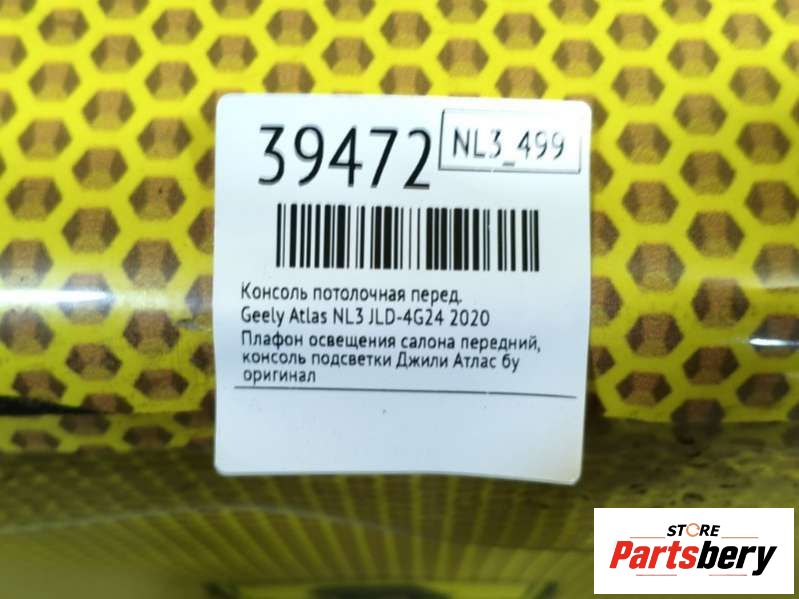 39472
NL3_499
Консоль потолочная перед.
Geely Atlas NL3 JLD-4G24 2020
Плафон освещения салона передний,
консоль подсветки Джили Атлас бу
оригинал
STORE
Partsbery